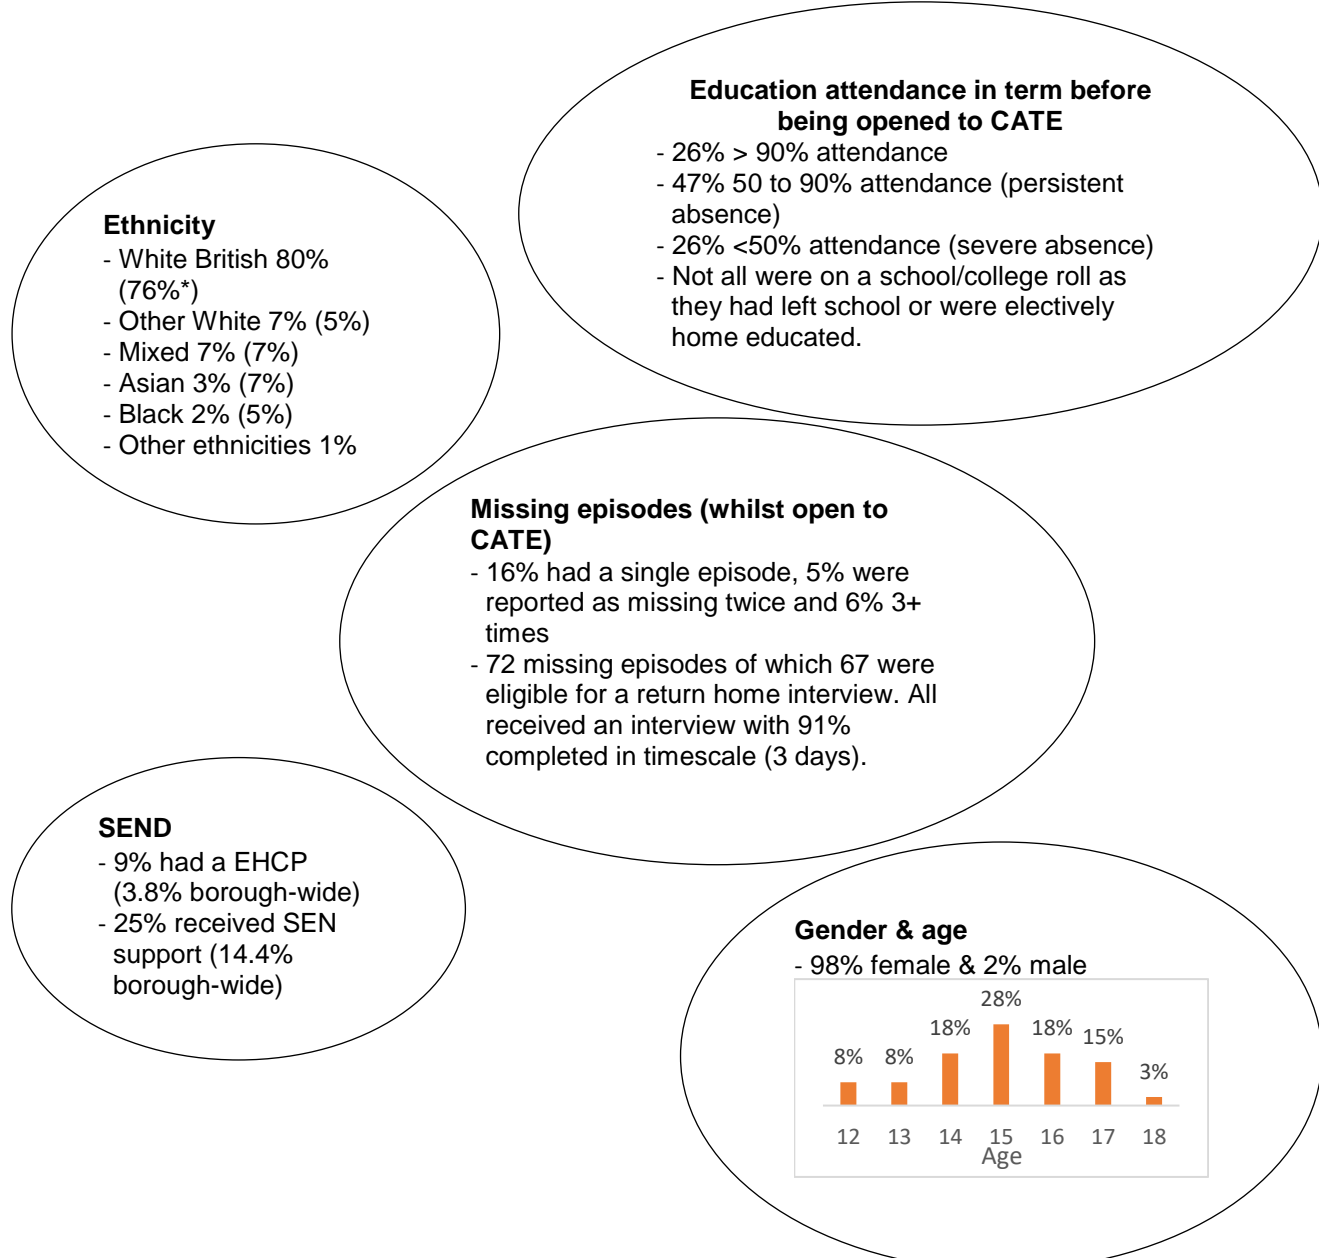 Education attendance in term before
being opened to CATE
- 26% > 90% attendance
- 47% 50 to 90% attendance (persistent
absence)
- 26% <50% attendance (severe absence)
- Not all were on a school/college roll as
they had left school or were electively
home educated.
Ethnicity
- White British 80%
(76%*)
- Other White 7% (5%)
- Mixed 7% (7%)
- Asian 3% (7%)
- Black 2% (5%)
- Other ethnicities 1%
Missing episodes (whilst open to
CATE)
- 16% had a single episode, 5% were
reported as missing twice and 6% 3+
times
- 72 missing episodes of which 67 were
eligible for a return home interview. All
received an interview with 91%
completed in timescale (3 days).
SEND
- 9% had a EHCP
(3.8% borough-wide)
- 25% received SEN
support (14.4%
borough-wide)
Gender & age
- 98% female & 2% male
8% 8% 18% 28% 18% 15% 3%
12 13 14 15 16 17 18
Age